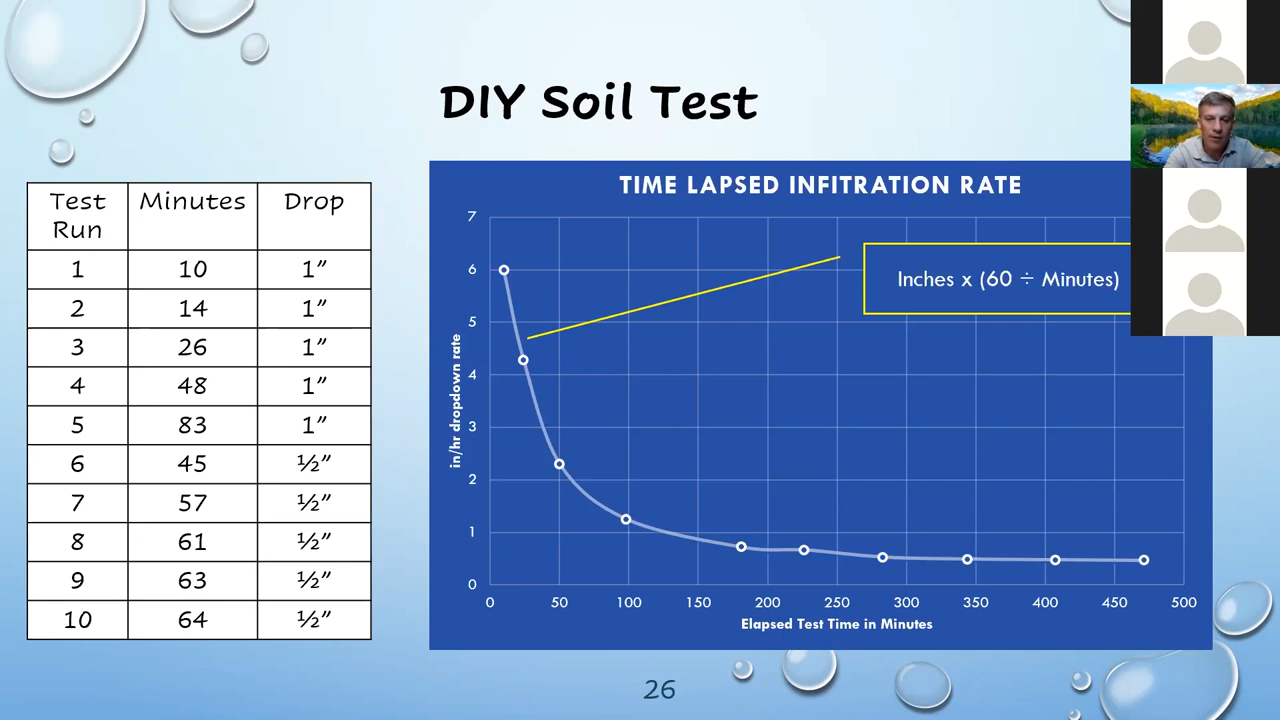 DIY Soil Test
Test Run Minutes Drop
1 10 1”
2 14 1”
3 26 1”
4 48 1”
5 83 1”
6 45 ½”
7 57 ½”
8 61 ½”
9 63 ½”
10 64 ½”
TIME LAPSED INFITRATION RATE
Inches x (60 ÷ Minutes)
in/hr dropdown rate
7
6
5
4
3
2
1
0
0 50 100 150 200 250 300 350 400 450 500
Elapsed Test Time in Minutes
26